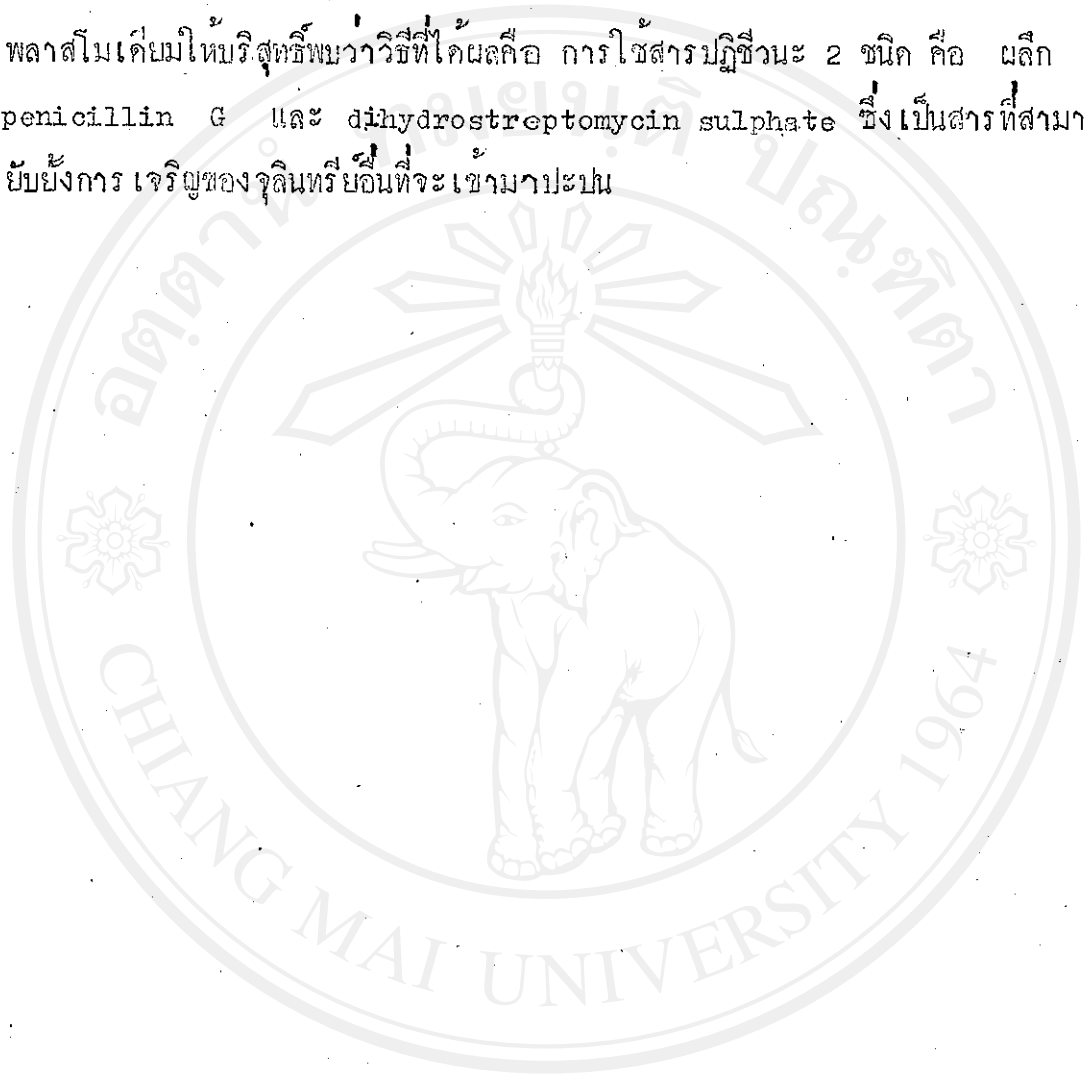 พลาสโมเดียมให้บริสุทธิ์พบว่าวิธีที่ได้ผลคือ การใช้สารปฏิชีวนะ 2 ชนิด คือ ผลึก
penicillin G และ dihydrostreptomycin sulphate ซึ่งเป็นสารที่สามา
ยับยั้งการเจริญของจุลินทรีย์อื่นที่จะเข้ามาปะปน
CHIANG MAI UNIVERSITY 1964